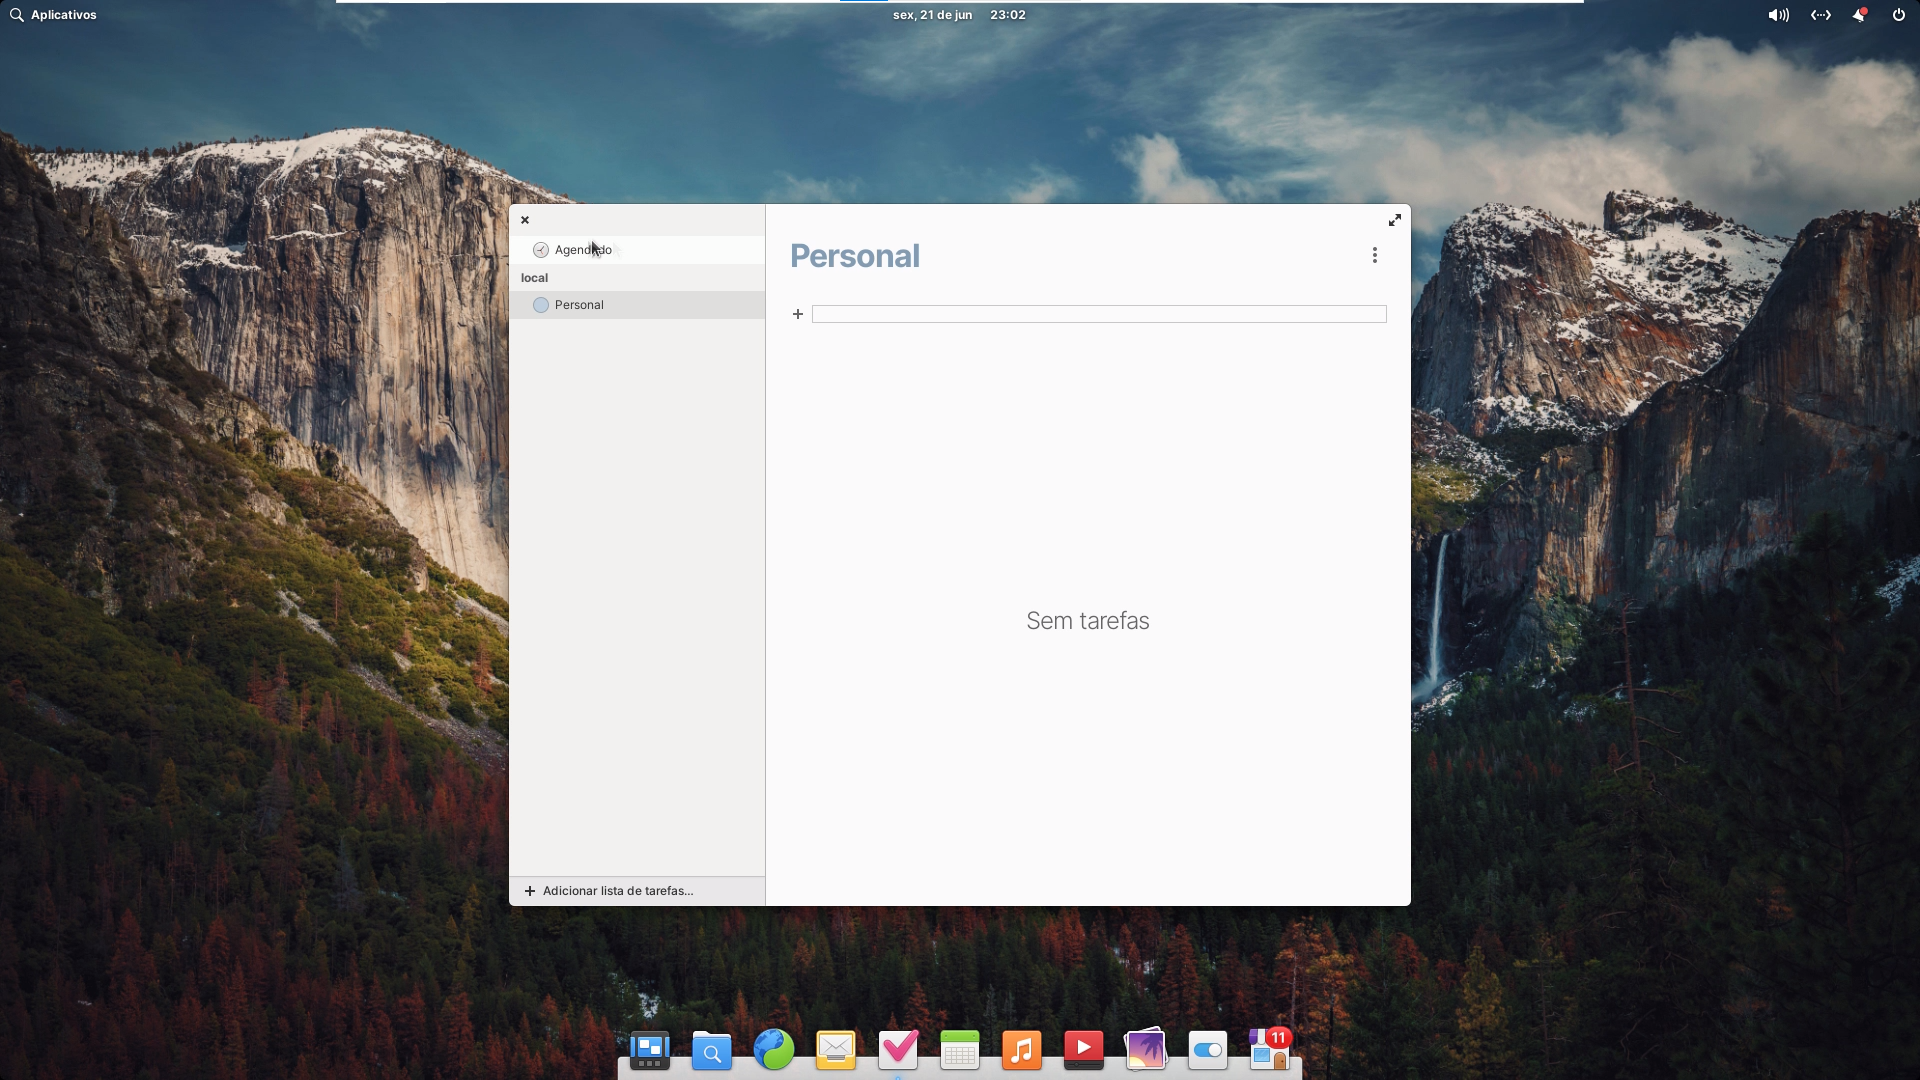 Aplicativos
sex, 21 de jun 23:02
Agendado
local
Personal
Adicionar lista de tarefas...
Personal
Sem tarefas
11